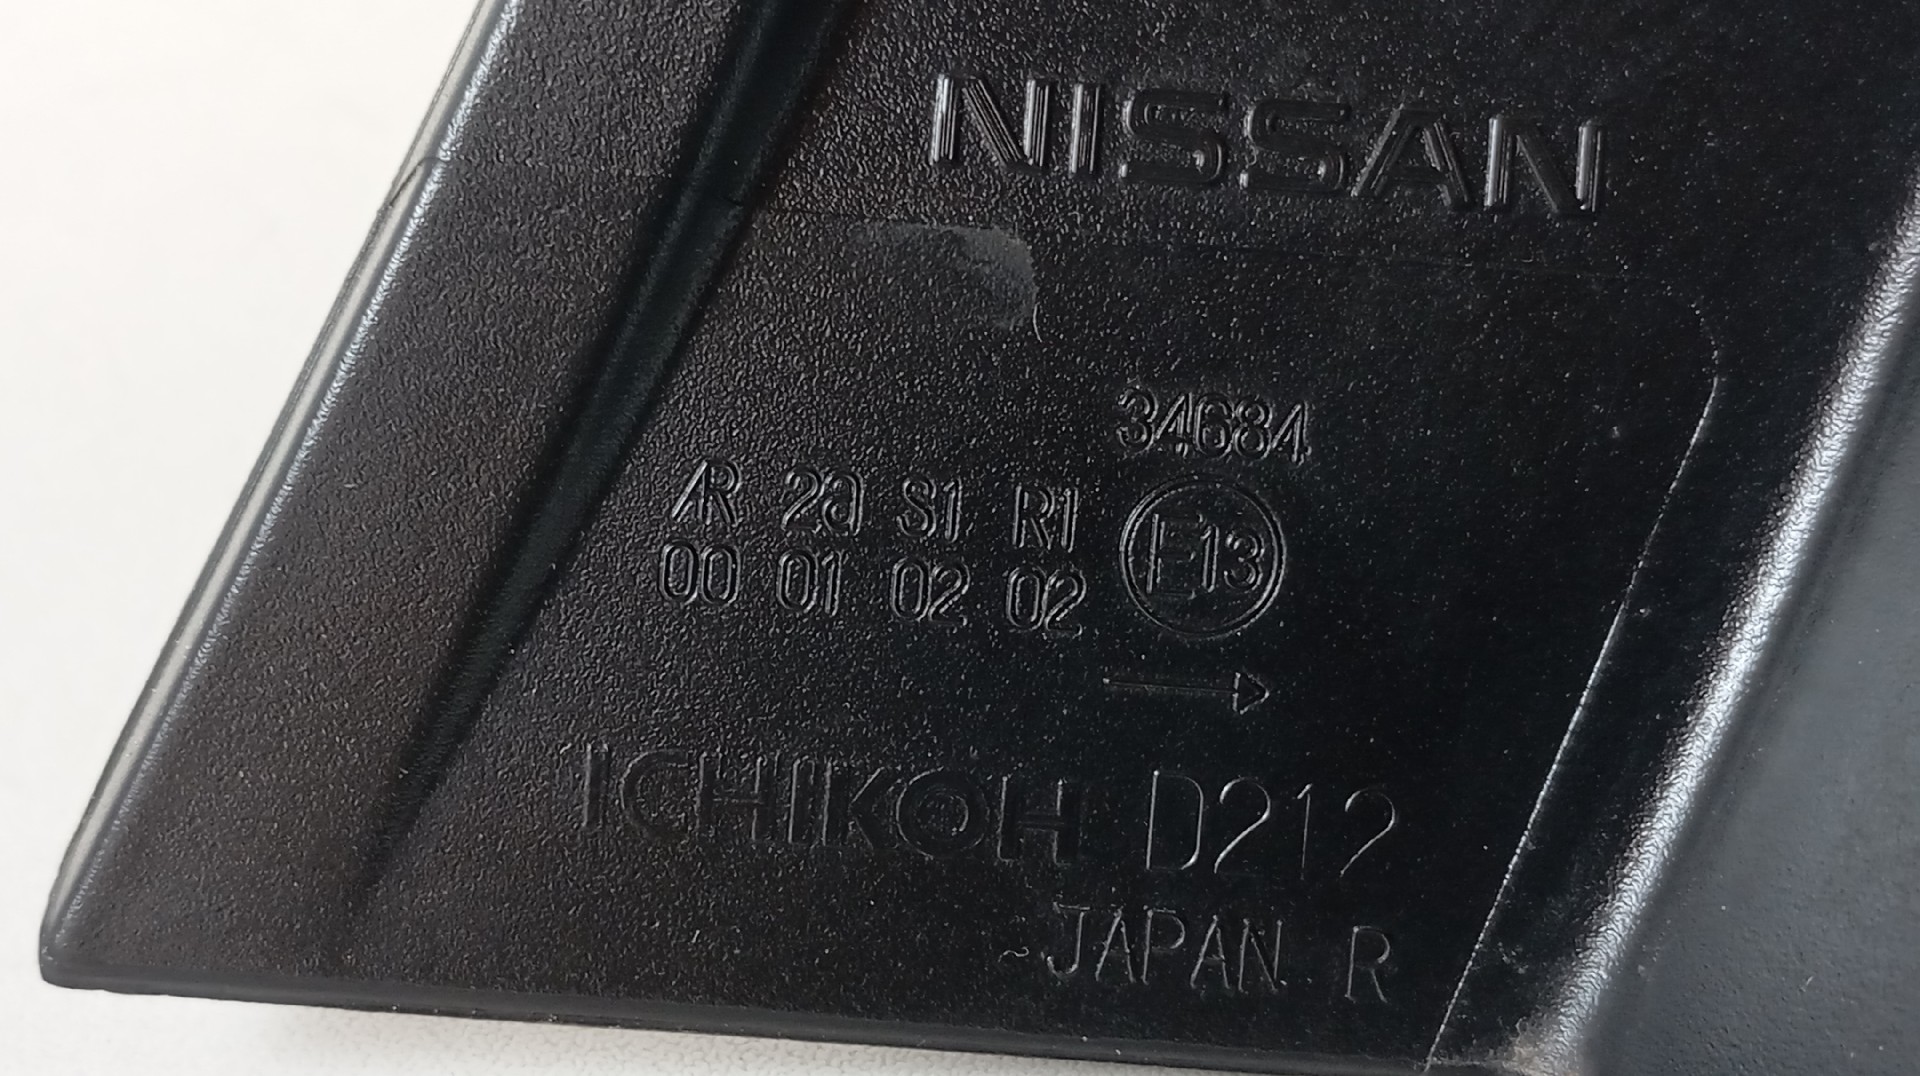 NISSAN
34684
AR 2a S1 R1
00 01 02 02
E13
ICHIKOH D212
JAPAN R